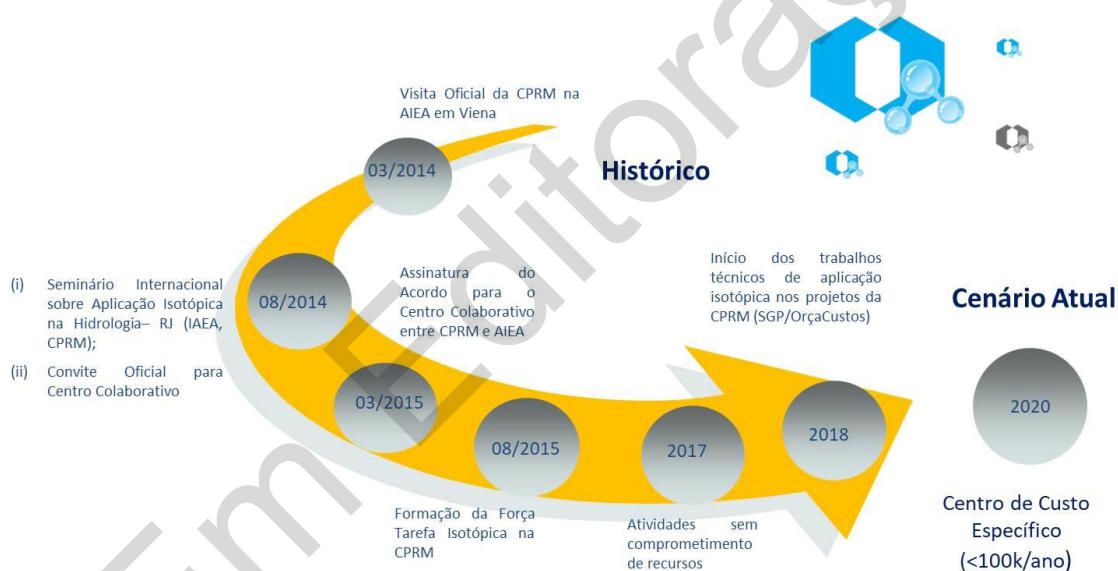 Visita Oficial da CPRM na
AIEA em Viena
03/2014
Histórico
08/2014
(i) Seminário Internacional
sobre Aplicação Isotópica
na Hidrologia– RJ (IAEA,
CPRM);
(ii) Convite Oficial para
Centro Colaborativo
Assinatura do
Acordo para o
Centro Colaborativo
entre CPRM e AIEA
03/2015
08/2015
Formação da Força
Tarefa Isotópica na
CPRM
2017
Atividades sem
comprometimento
de recursos
Início dos trabalhos
técnicos de aplicação
isotópica nos projetos da
CPRM (SGP/OrçaCustos)
2018
Cenário Atual
2020
Centro de Custo
Específico
(<100k/ano)
Em Editoraç